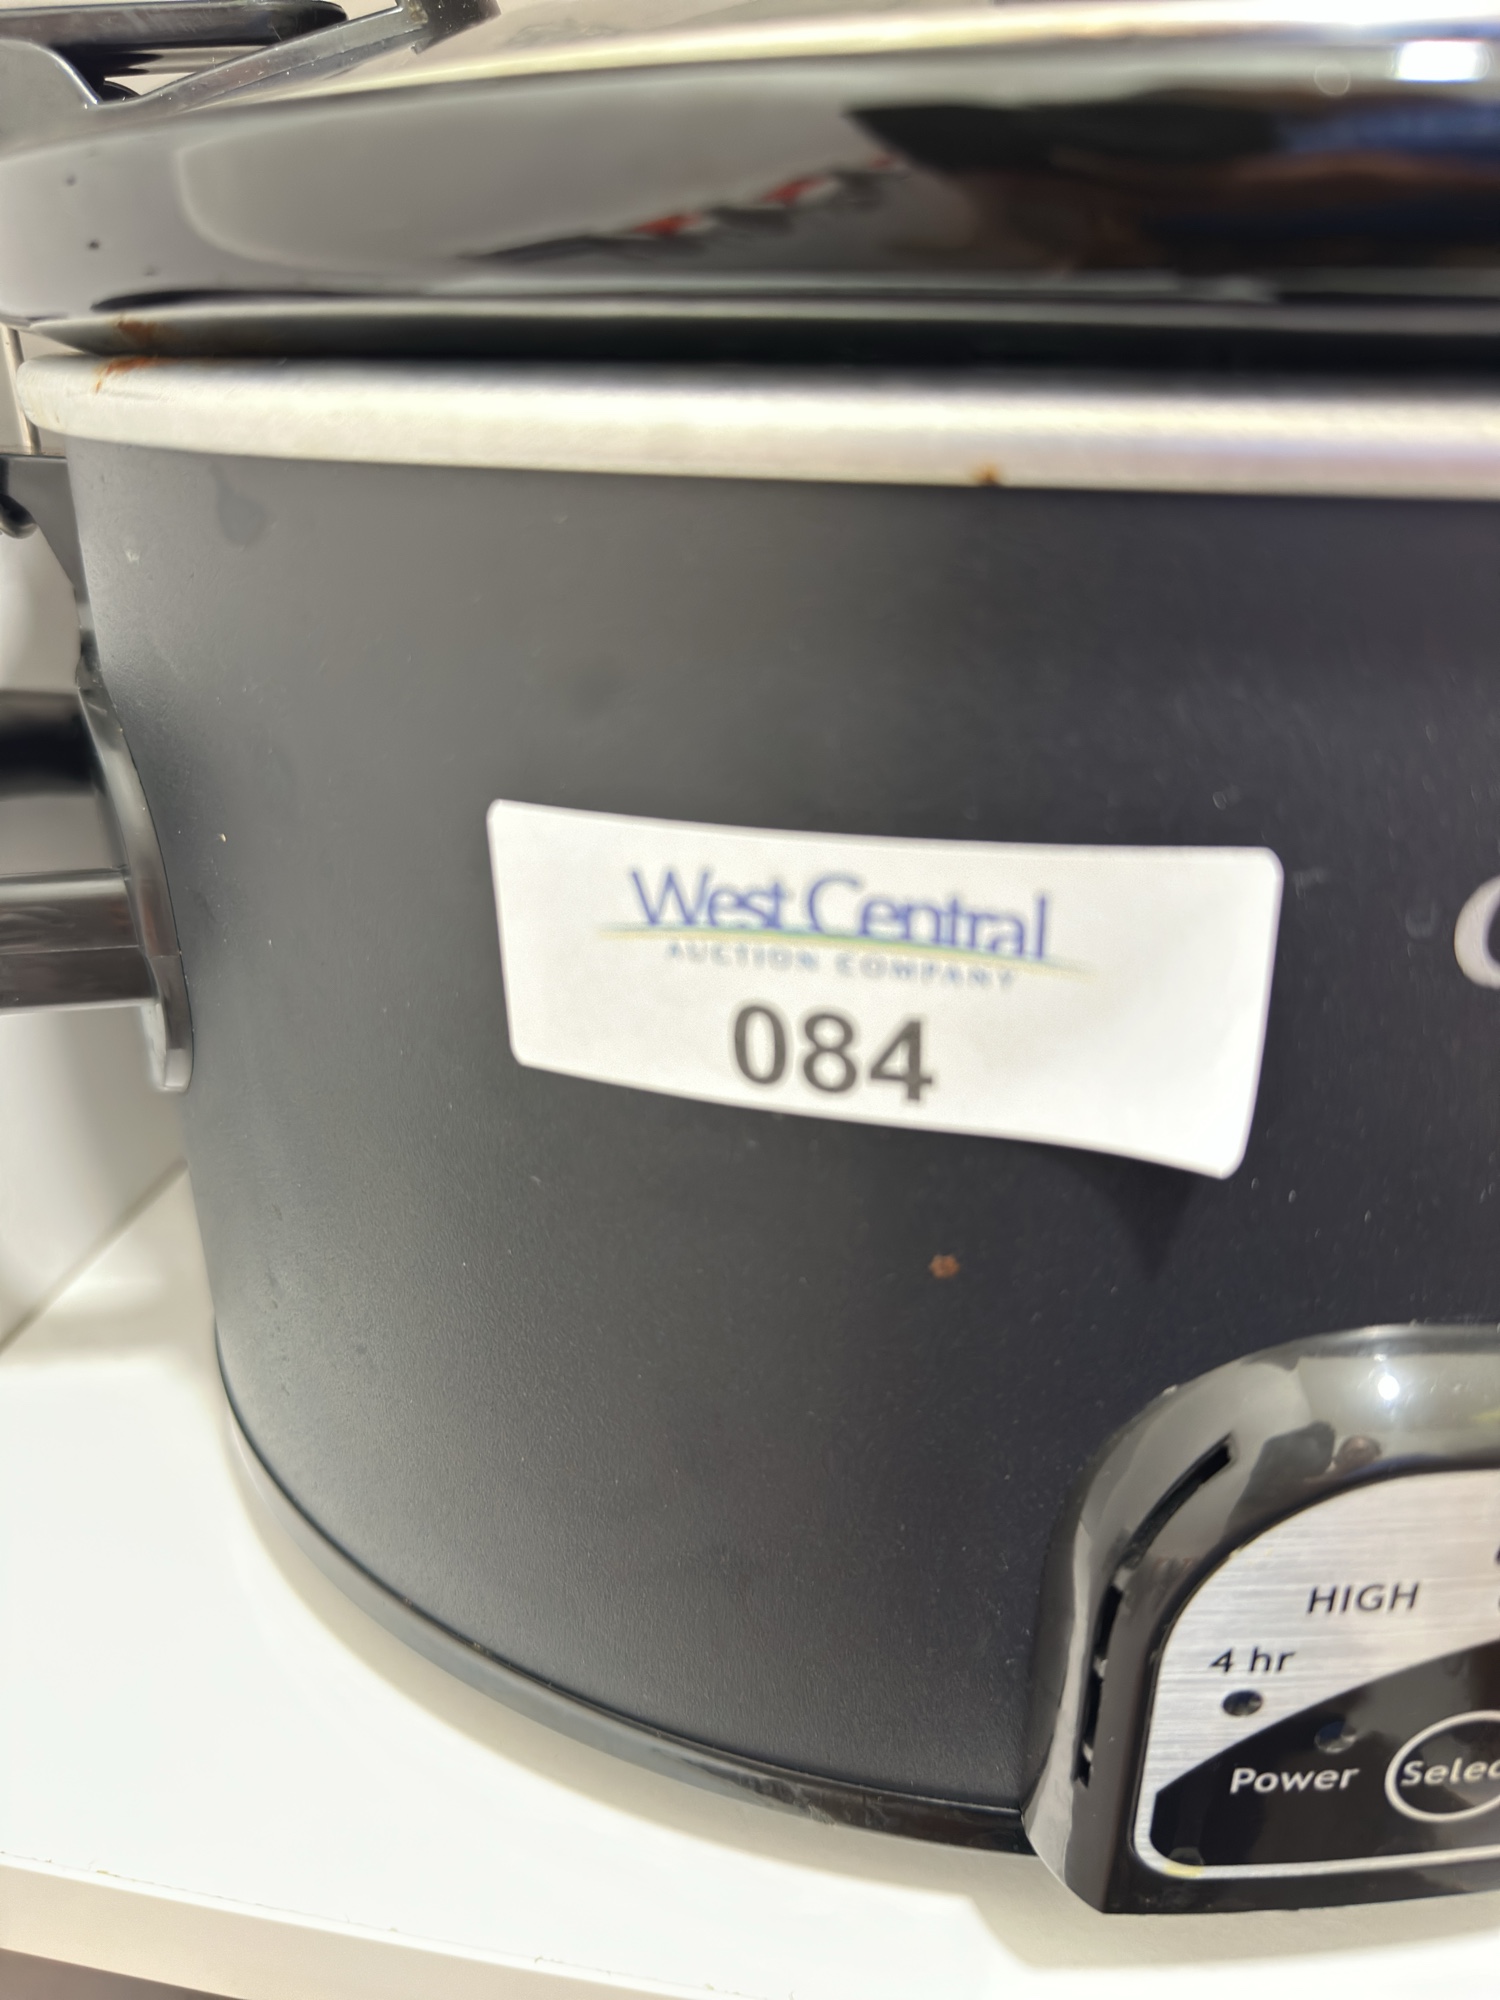 West Central
AUCTION COMPANY
084
HIGH
4 hr
Power